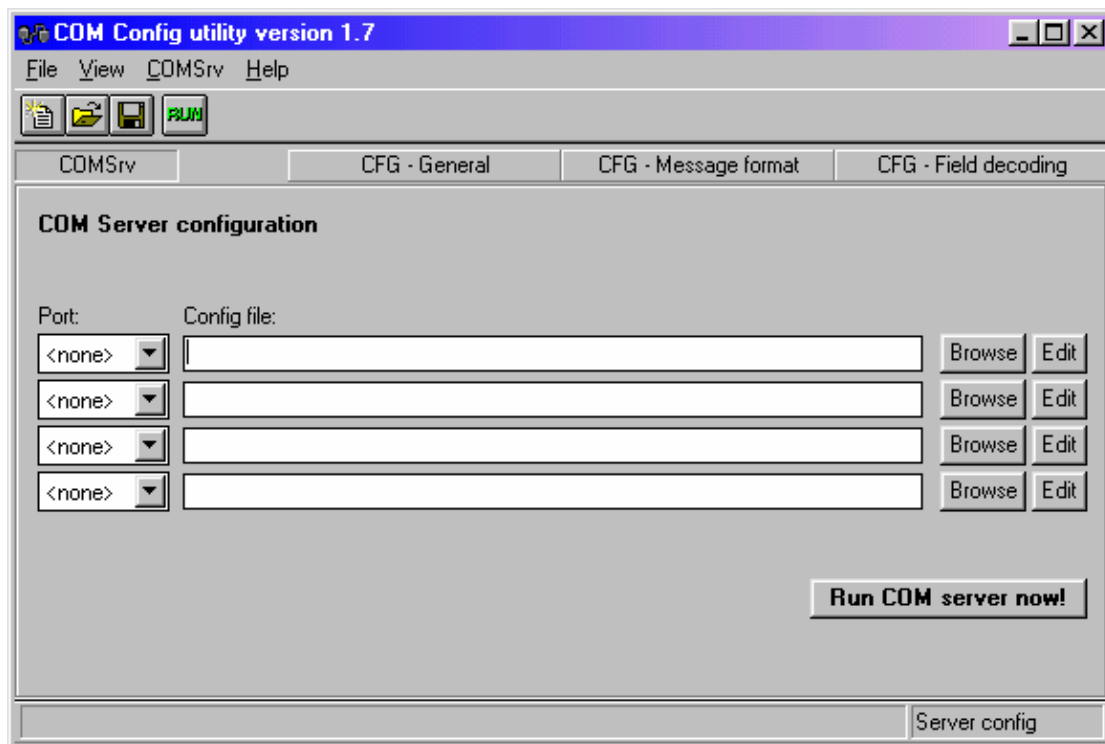 COM Config utility version 1.7
File View COMSrv Help
RUN
COMSrv CFG - General CFG - Message format CFG - Field decoding
COM Server configuration
Port: Config file:
<none> Browse Edit
<none> Browse Edit
<none> Browse Edit
<none> Browse Edit
Run COM server now!
Server config